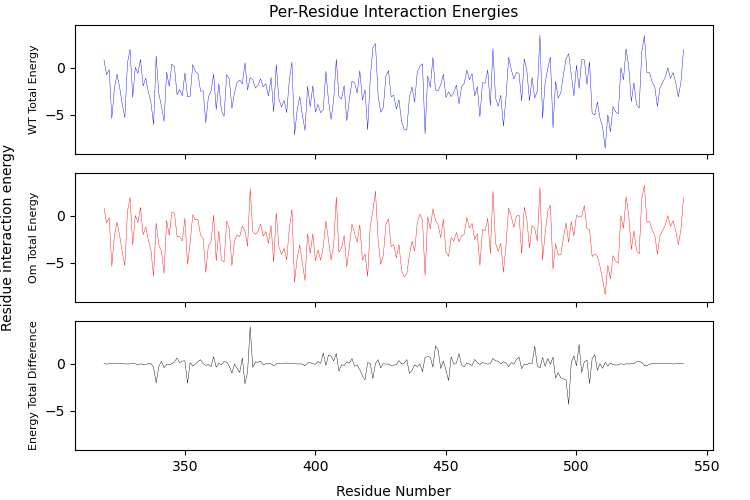 Per-Residue Interaction Energies
Residue interaction energy
WT Total Energy
0
−5
Om Total Energy
0
−5
Energy Total Difference
0
−5
350
400
450
500
550
Residue Number